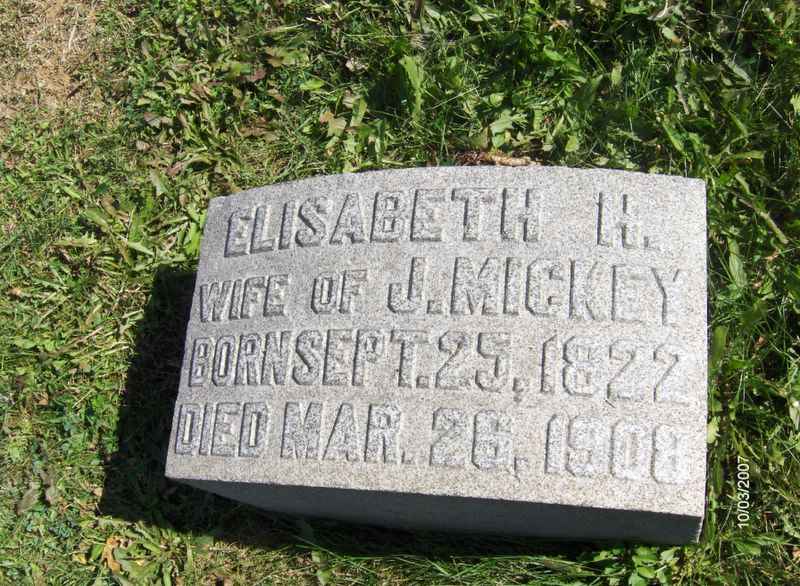 ELISABETH H.
WIFE OF J. MICKEY
BORN SEPT. 25, 1822
DIED MAR. 26, 1908
10/03/2007